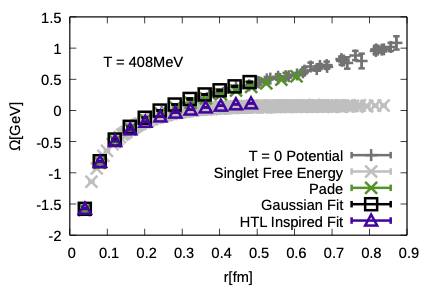 1.5
1
0.5
0
-0.5
-1
-1.5
-2
Ω[GeV]
T = 408MeV
T = 0 Potential
Singlet Free Energy
Pade
Gaussian Fit
HTL Inspired Fit
0 0.1 0.2 0.3 0.4 0.5 0.6 0.7 0.8 0.9
r[fm]